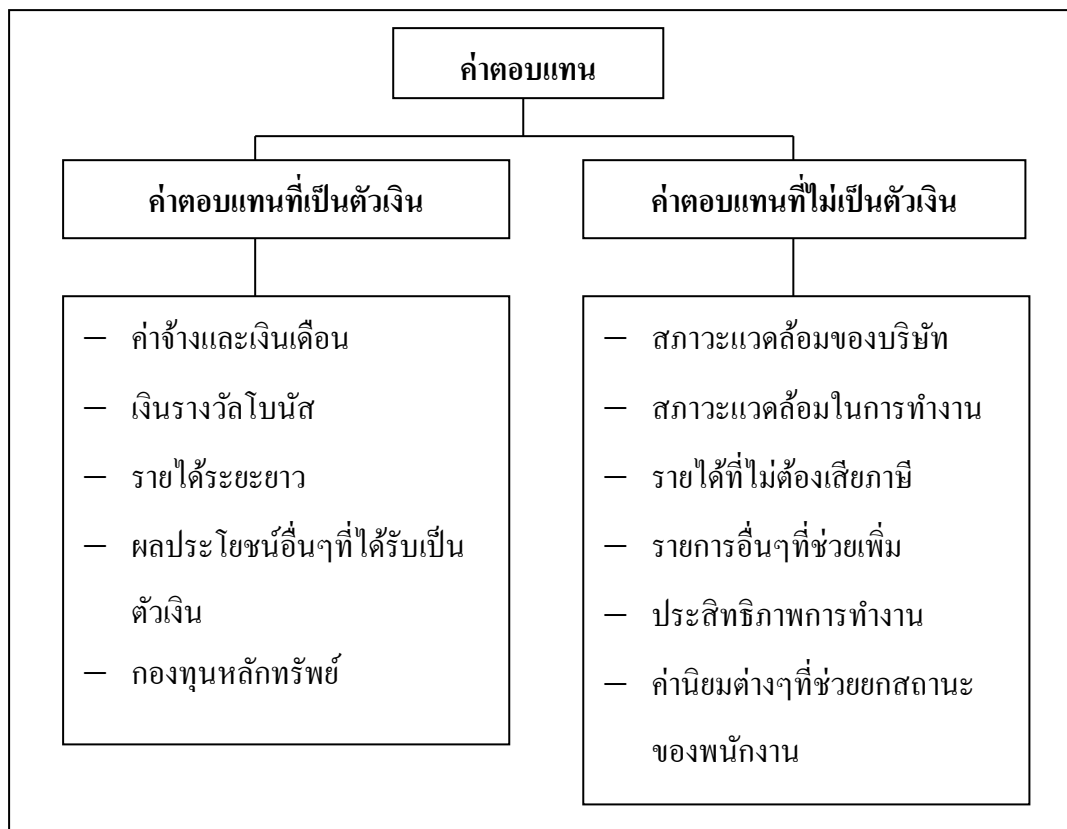 ค่าตอบแทน
ค่าตอบแทนที่เป็นตัวเงิน
ค่าตอบแทนที่ไม่เป็นตัวเงิน
— ค่าจ้างและเงินเดือน
— เงินรางวัลโบนัส
— รายได้ระยะยาว
— ผลประโยชน์อื่นๆที่ได้รับเป็น
ตัวเงิน
— กองทุนหลักทรัพย์
— สภาวะแวดล้อมของบริษัท
— สภาวะแวดล้อมในการทำงาน
— รายได้ที่ไม่ต้องเสียภาษี
— รายการอื่นๆที่ช่วยเพิ่ม
— ประสิทธิภาพการทำงาน
— ค่านิยมต่างๆที่ช่วยยกสถานะ
ของพนักงาน